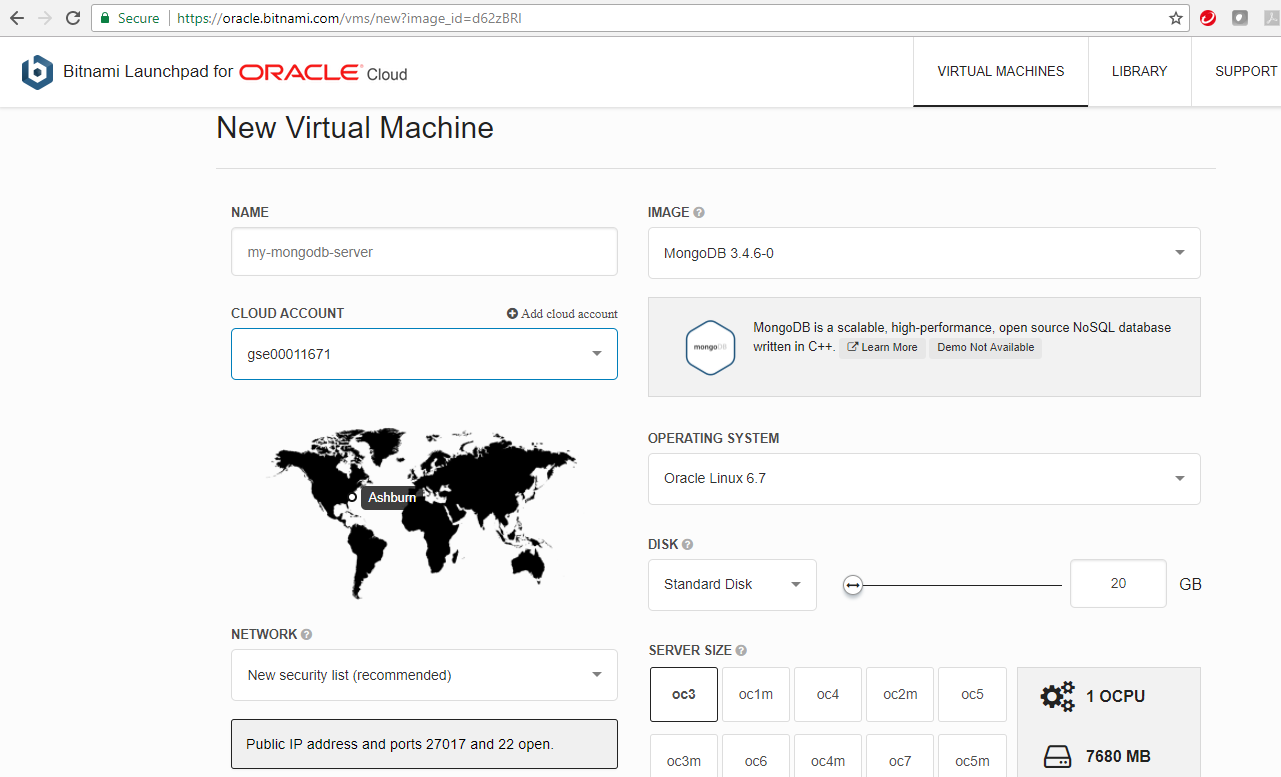 Secure https://oracle.bitnami.com/vms/new?image_id=d62zBRl
Bitnami Launchpad for ORACLE Cloud
VIRTUAL MACHINES
LIBRARY
SUPPORT
New Virtual Machine
NAME
my-mongodb-server
CLOUD ACCOUNT
Add cloud account
gse00011671
Ashburn
NETWORK
New security list (recommended)
Public IP address and ports 27017 and 22 open.
IMAGE
MongoDB 3.4.6-0
mongoDB
MongoDB is a scalable, high-performance, open source NoSQL database
written in C++. Learn More Demo Not Available
OPERATING SYSTEM
Oracle Linux 6.7
DISK
Standard Disk
20 GB
SERVER SIZE
oc3 oc1m oc4 oc2m oc5
oc3m oc6 oc4m oc7 oc5m
1 OCPU
7680 MB